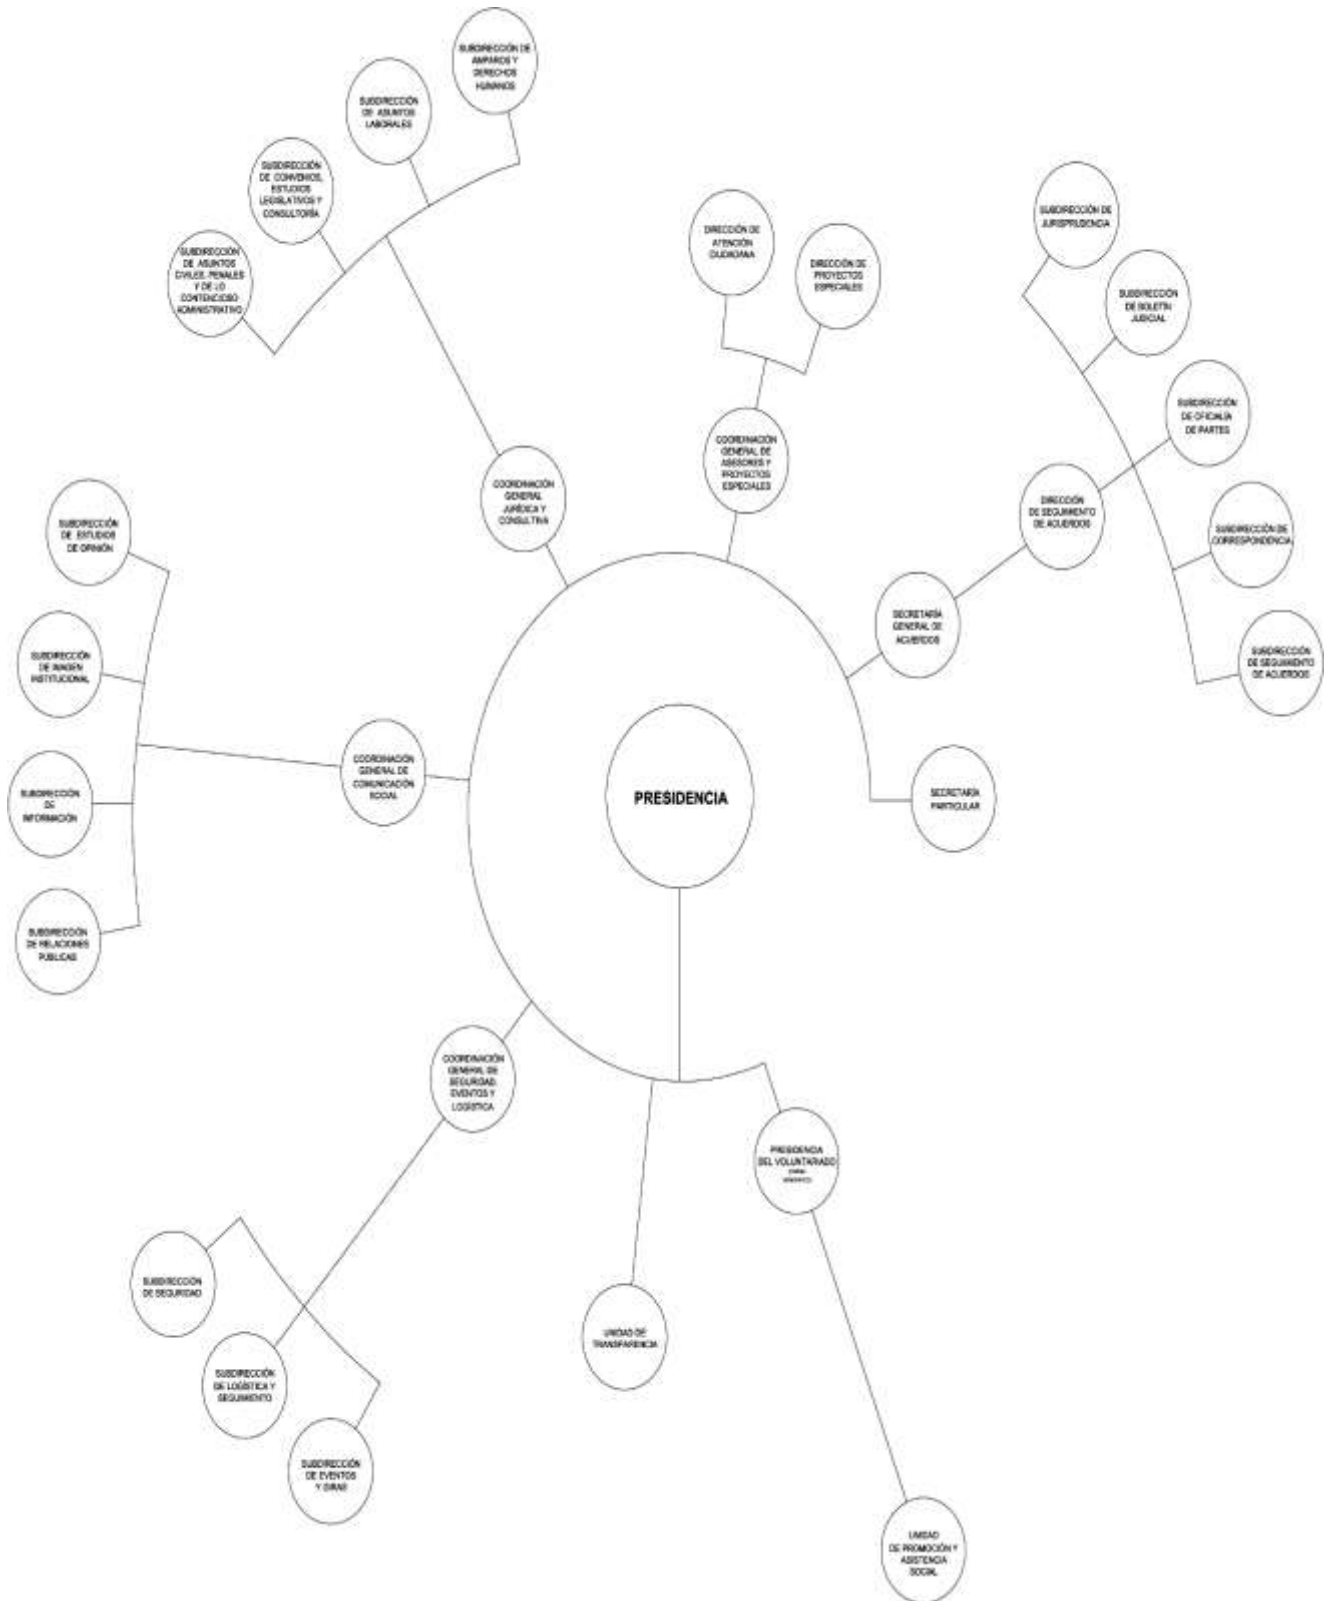 SUBDIRECCIÓN DE
AMPAROS Y
DERECHOS
HUMANOS
SUBDIRECCIÓN
DE ASUNTOS
LABORALES
SUBDIRECCIÓN
DE CONVENIOS,
ESTUDIOS
LEGISLATIVOS Y
CONSULTORÍA
SUBDIRECCIÓN
DE ASUNTOS
CIVILES, PENALES
Y DE LO
CONTENCIOSO
ADMINISTRATIVO
DIRECCIÓN DE
ATENCIÓN
CIUDADANA
DIRECCIÓN DE
PROYECTOS
ESPECIALES
SUBDIRECCIÓN DE
JURISPRUDENCIA
SUBDIRECCIÓN
DE BOLETÍN
JUDICIAL
SUBDIRECCIÓN
DE OFICIALÍA
DE PARTES
COORDINACIÓN
GENERAL
JURÍDICA Y
CONSULTIVA
COORDINACIÓN
GENERAL DE
ASESORES Y
PROYECTOS
ESPECIALES
DIRECCIÓN
DE SEGUIMIENTO
DE ACUERDOS
SUBDIRECCIÓN DE
CORRESPONDENCIA
SUBDIRECCIÓN
DE ESTUDIOS
DE OPINIÓN
SECRETARÍA
GENERAL DE
ACUERDOS
SUBDIRECCIÓN
DE SEGUIMIENTO
DE ACUERDOS
SUBDIRECCIÓN
DE IMAGEN
INSTITUCIONAL
COORDINACIÓN
GENERAL DE
COMUNICACIÓN
SOCIAL
PRESIDENCIA
SECRETARÍA
PARTICULAR
SUBDIRECCIÓN
DE
INFORMACIÓN
SUBDIRECCIÓN
DE RELACIONES
PÚBLICAS
COORDINACIÓN
GENERAL DE
SEGURIDAD,
EVENTOS Y
LOGÍSTICA
PRESIDENCIA
DEL VOLUNTARIADO
SUBDIRECCIÓN
DE SEGURIDAD
UNIDAD DE
TRANSPARENCIA
SUBDIRECCIÓN
DE LOGÍSTICA Y
SEGUIMIENTO
SUBDIRECCIÓN
DE EVENTOS
Y GIRAS
UNIDAD
DE PROMOCIÓN Y
ASISTENCIA
SOCIAL